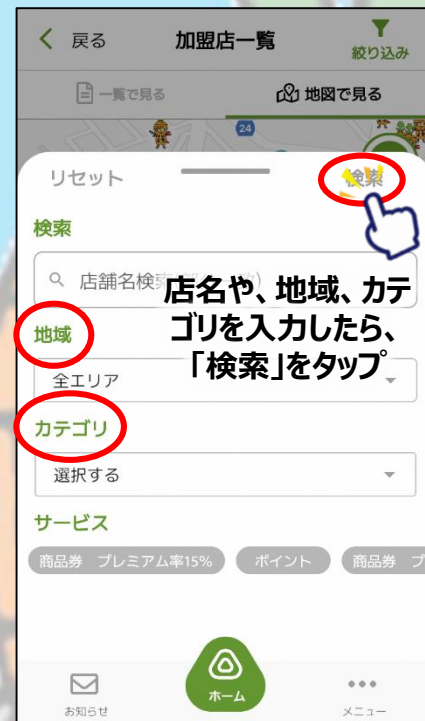 戻る 加盟店一覧 絞り込み
一覧で見る 地図で見る
24
リセット 検索
検索
店舗名検
店名や、地域、カテ
ゴリを入力したら、
「検索」をタップ
地域
全エリア
カテゴリ
選択する
サービス
商品券 プレミアム率15% ポイント 商品券 プ
お知らせ ホーム メニュー